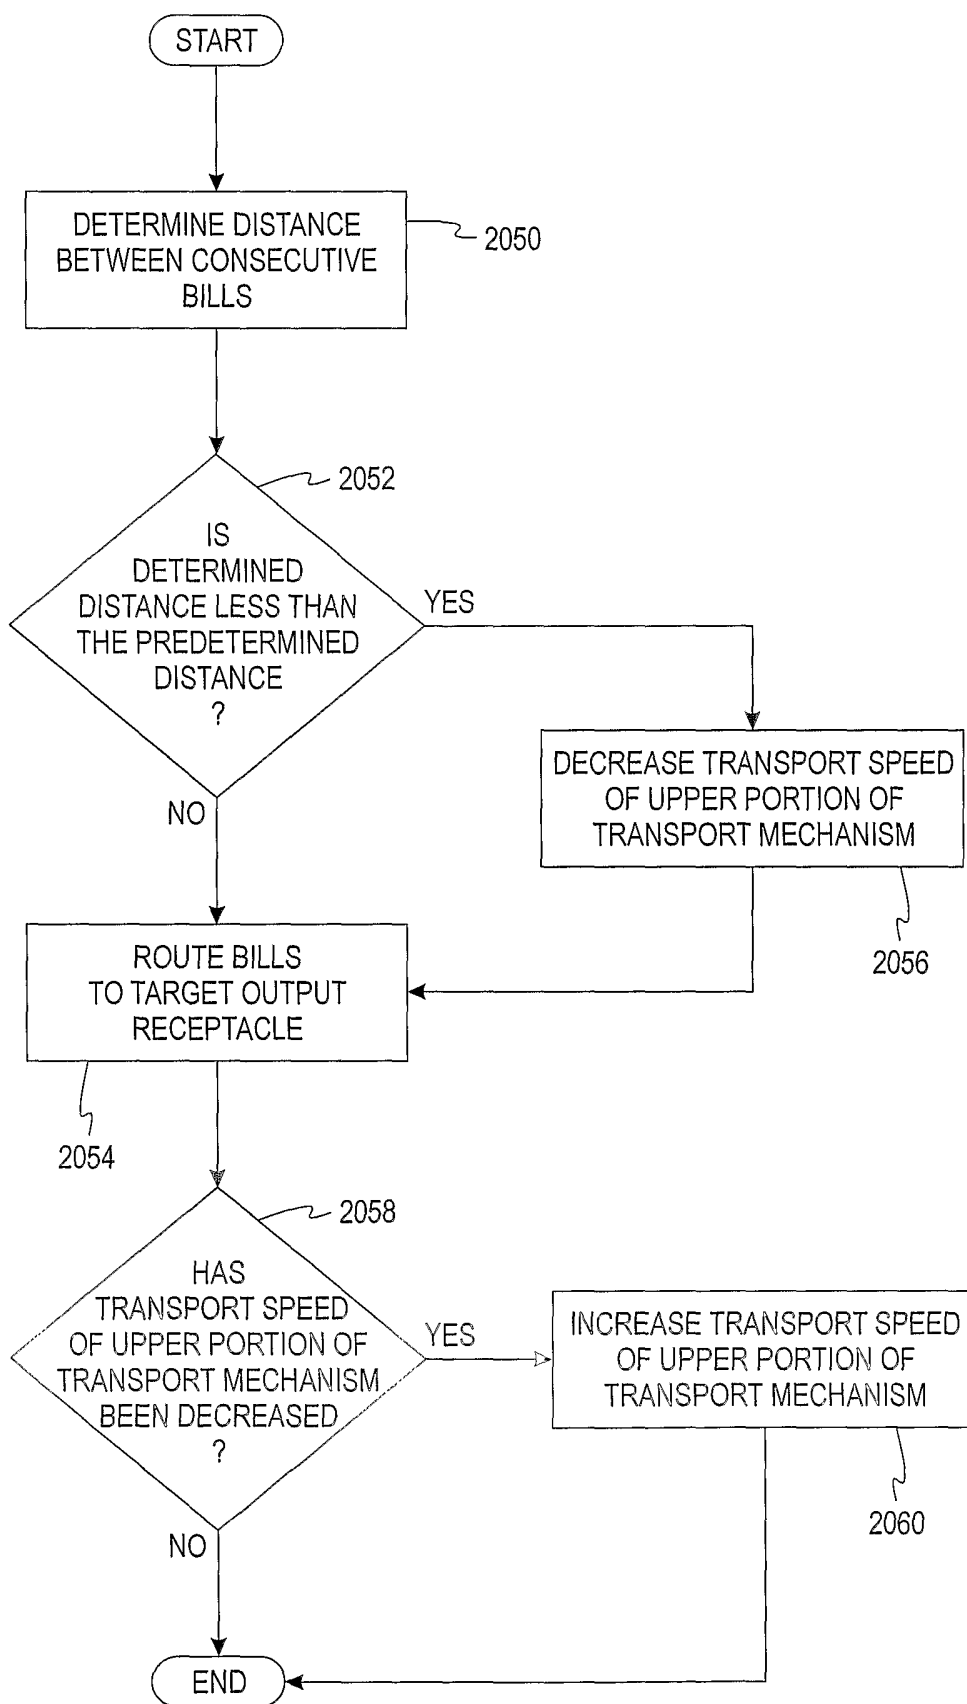 START
DETERMINE DISTANCE
BETWEEN CONSECUTIVE
BILLS
2050
2052
IS
DETERMINED
DISTANCE LESS THAN
THE PREDETERMINED
DISTANCE
?
YES
NO
DECREASE TRANSPORT SPEED
OF UPPER PORTION OF
TRANSPORT MECHANISM
2056
ROUTE BILLS
TO TARGET OUTPUT
RECEPTACLE
2054
2058
HAS
TRANSPORT SPEED
OF UPPER PORTION OF
TRANSPORT MECHANISM
BEEN DECREASED
?
YES
NO
INCREASE TRANSPORT SPEED
OF UPPER PORTION OF
TRANSPORT MECHANISM
2060
END